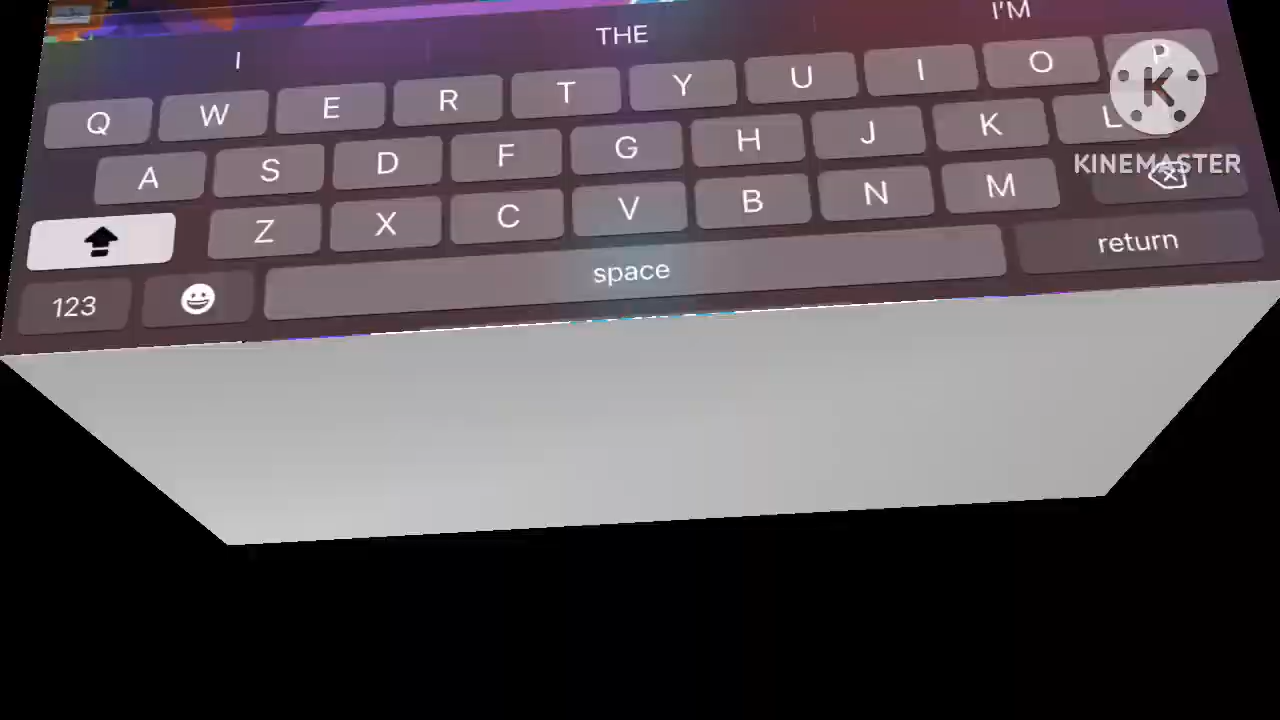 I THE I'M
Q W E R T Y U I O P
A S D F G H J K L
Z X C V B N M
123 space return
K
KINEMASTER